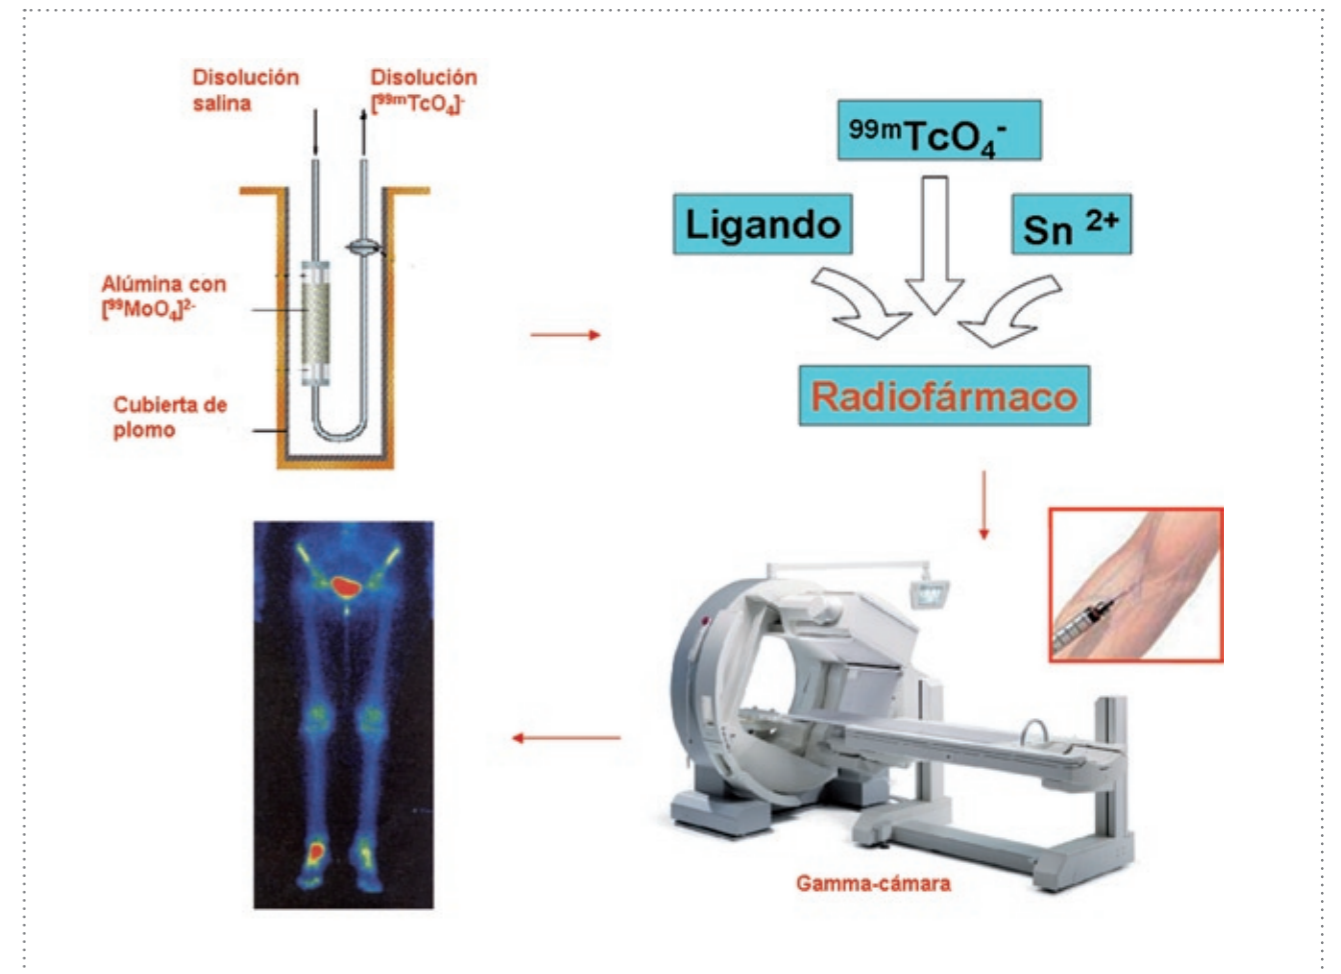 Disolución
salina
Disolución
[⁹⁹ᵐTcO₄]⁻
Alúmina con
[⁹⁹MoO₄]²⁻
Cubierta de
plomo
⁹⁹ᵐTcO₄⁻
Ligando
Sn ²⁺
Radiofármaco
Gamma-cámara